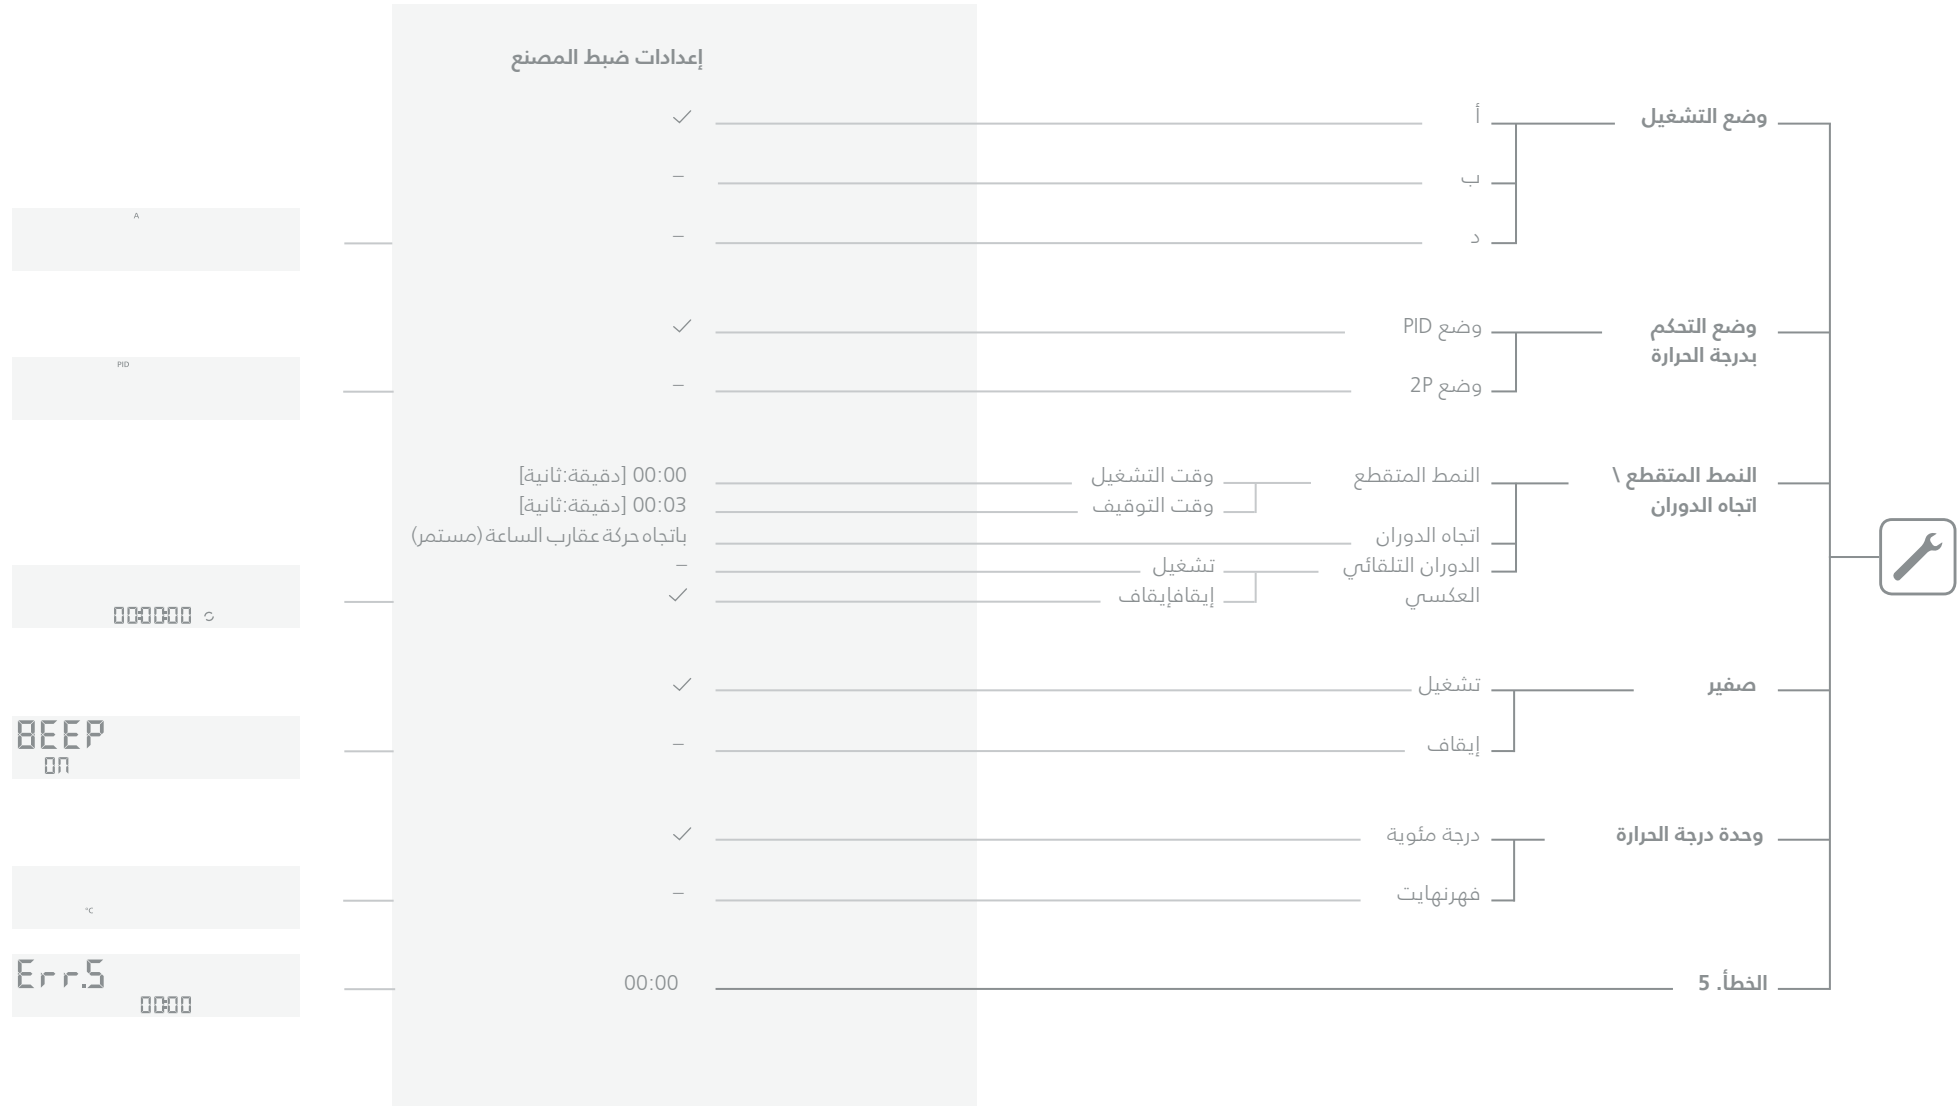 إعدادات ضبط المصنع
وضع التشغيل
أ
✓
ب
–
د
–
A
وضع التحكم
بدرجة الحرارة
وضع PID
✓
وضع 2P
–
PID
النمط المتقطع \
اتجاه الدوران
النمط المتقطع
وقت التشغيل
00:00 [دقيقة:ثانية]
وقت التوقيف
00:03 [دقيقة:ثانية]
اتجاه الدوران
باتجاه حركة عقارب الساعة (مستمر)
الدوران التلقائي
العكسي
تشغيل
–
إيقافإيقاف
✓
00:00:00
صفير
تشغيل
✓
إيقاف
–
BEEP
on
وحدة درجة الحرارة
درجة مئوية
✓
فهرنهايت
–
°C
الخطأ. 5
00:00
Err.5
00:00